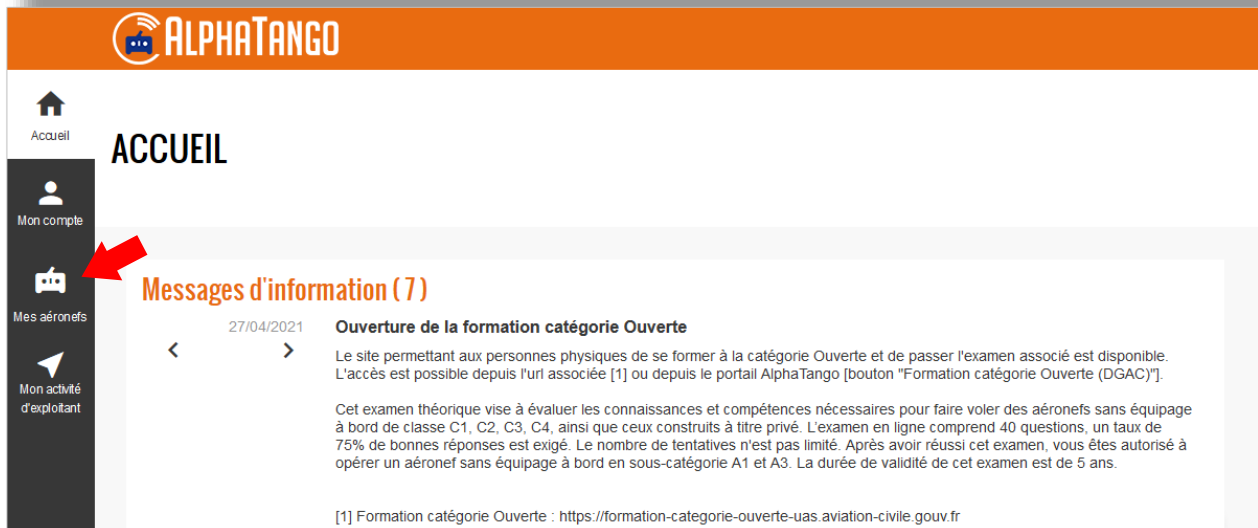 ALPHATANGO
Accueil
ACCUEIL
Mon compte
Mes aéronefs
Mon activité
d'exploitant
Messages d'information ( 7 )
27/04/2021
Ouverture de la formation catégorie Ouverte
Le site permettant aux personnes physiques de se former à la catégorie Ouverte et de passer l'examen associé est disponible.
L'accès est possible depuis l'url associée [1] ou depuis le portail AlphaTango [bouton "Formation catégorie Ouverte (DGAC)"].
Cet examen théorique vise à évaluer les connaissances et compétences nécessaires pour faire voler des aéronefs sans équipage
à bord de classe C1, C2, C3, C4, ainsi que ceux construits à titre privé. L'examen en ligne comprend 40 questions, un taux de
75% de bonnes réponses est exigé. Le nombre de tentatives n'est pas limité. Après avoir réussi cet examen, vous êtes autorisé à
opérer un aéronef sans équipage à bord en sous-catégorie A1 et A3. La durée de validité de cet examen est de 5 ans.
[1] Formation catégorie Ouverte : https://formation-categorie-ouverte-uas.aviation-civile.gouv.fr